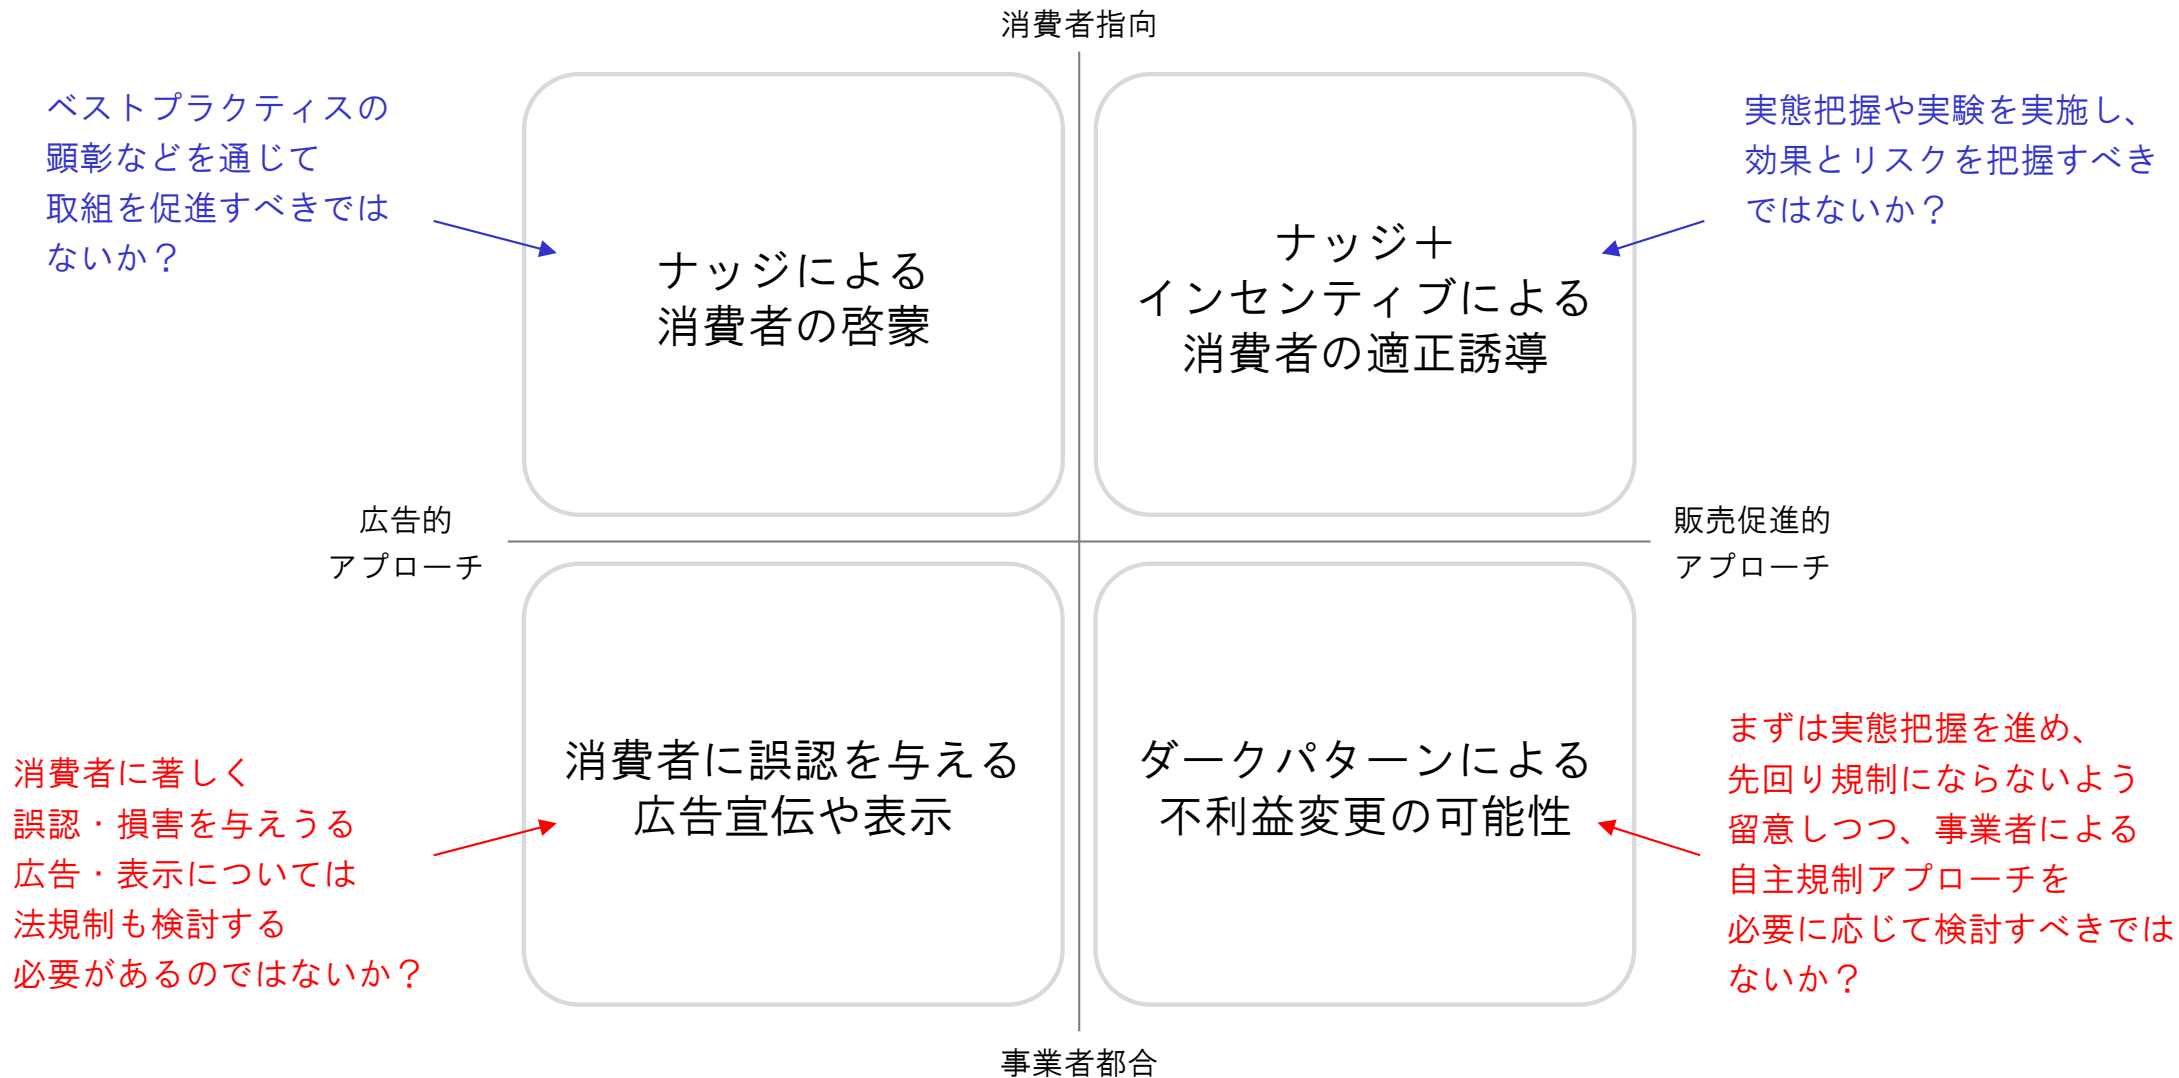 消費者指向
ベストプラクティスの
顕彰などを通じて
取組を促進すべきでは
ないか？
ナッジによる
消費者の啓蒙
ナッジ＋
インセンティブによる
消費者の適正誘導
実態把握や実験を実施し、
効果とリスクを把握すべき
ではないか？
広告的
アプローチ
販売促進的
アプローチ
消費者に著しく
誤認・損害を与えうる
広告・表示については
法規制も検討する
必要があるのではないか？
消費者に誤認を与える
広告宣伝や表示
ダークパターンによる
不利益変更の可能性
まずは実態把握を進め、
先回り規制にならないよう
留意しつつ、事業者による
自主規制アプローチを
必要に応じて検討すべきでは
ないか？
事業者都合